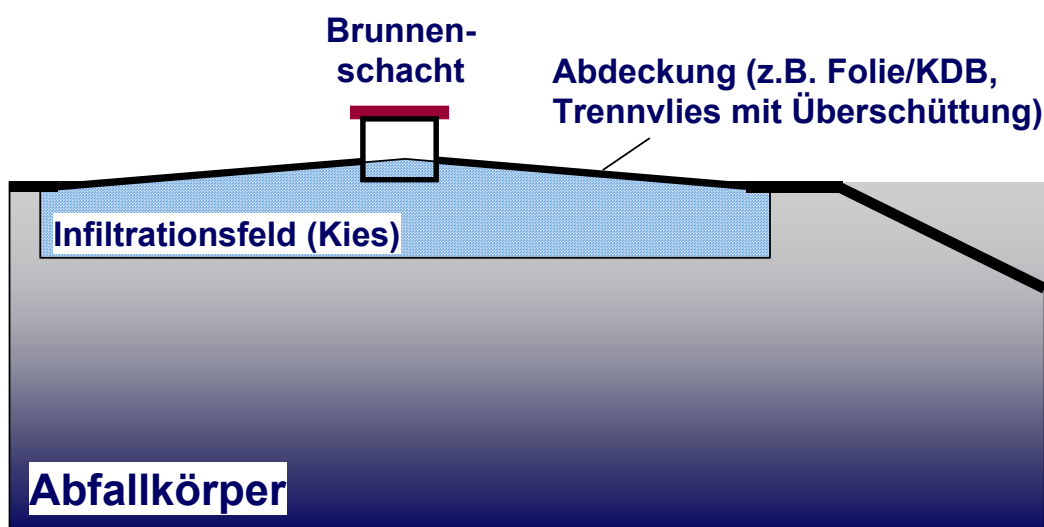 Brunnen-
schacht
Abdeckung (z.B. Folie/KDB,
Trennvlies mit Überschüttung)
Infiltrationsfeld (Kies)
Abfallkörper